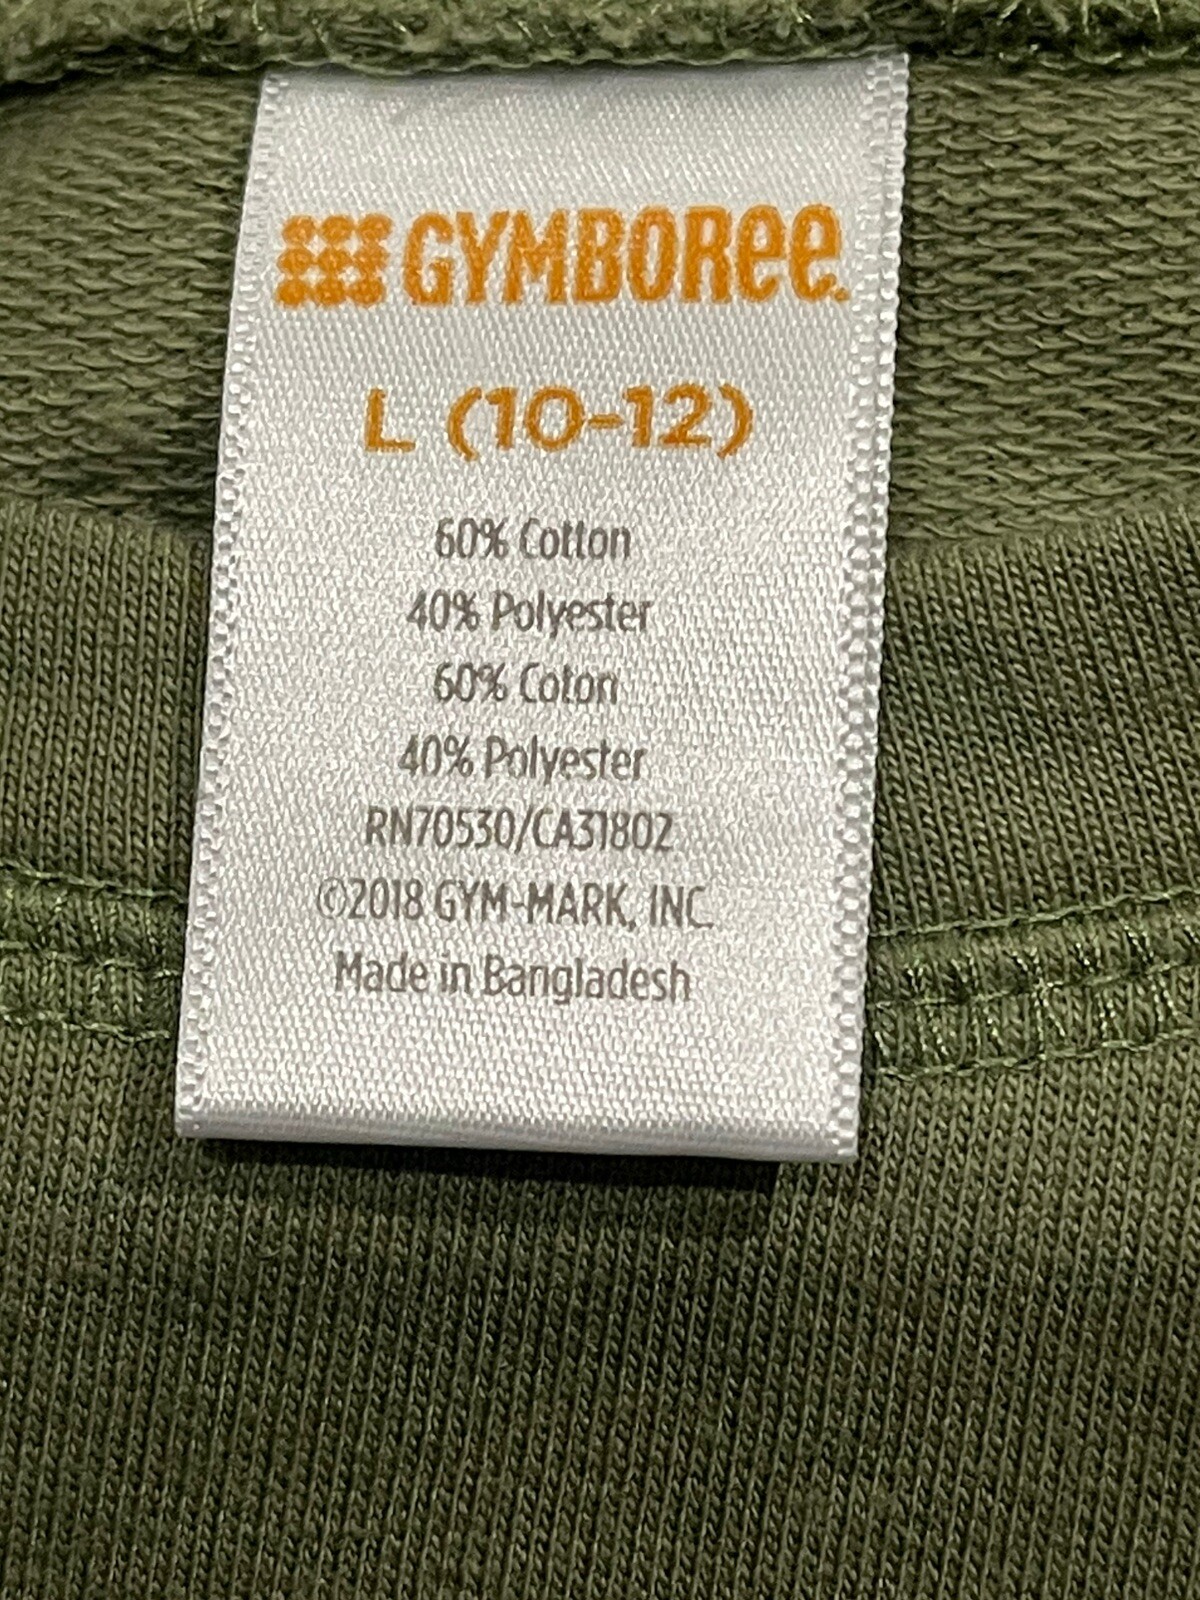 GYMBOREE
L (10-12)
60% Cotton
40% Polyester
60% Coton
40% Polyester
RN70530/CA31802
©2018 GYM-MARK, INC.
Made in Bangladesh